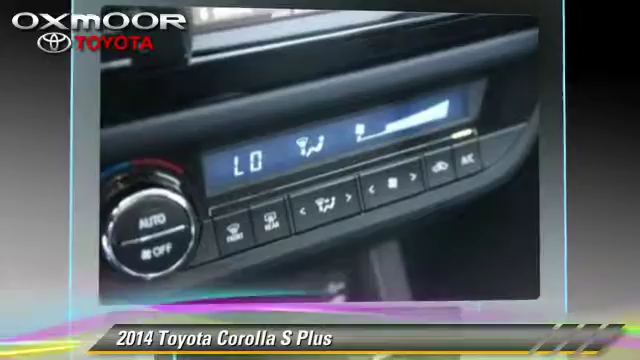 OXMOOR
TOYOTA
LO
AUTO
OFF
FRONT
REAR
< >
< >
A/C
2014 Toyota Corolla S Plus